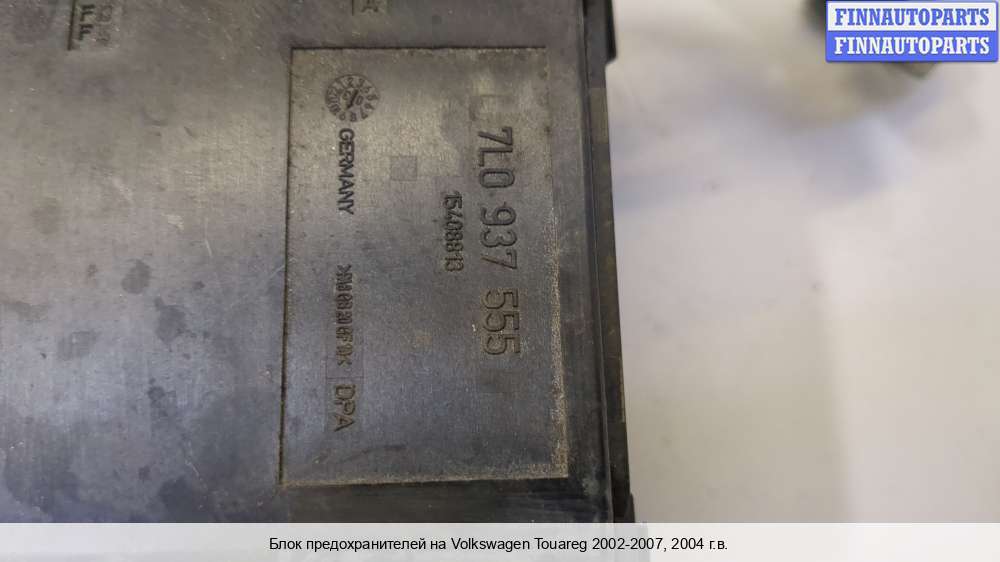 FINNAUTOPARTS
FINNAUTOPARTS
7L0 937 555
15408813
GERMANY
DPA
Блок предохранителей на Volkswagen Touareg 2002-2007, 2004 г.в.